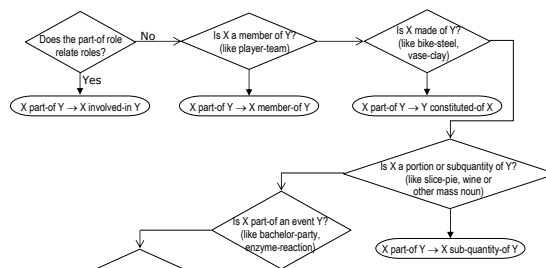 Does the part-of role
relate roles?
No
Yes
X part-of Y → X involved-in Y
Is X a member of Y?
(like player-team)
X part-of Y → X member-of Y
Is X made of Y?
(like bike-steel,
vase-clay)
X part-of Y → Y constituted-of X
Is X a portion or subquantity of Y?
(like slice-pie, wine or
other mass noun)
X part-of Y → X sub-quantity-of Y
Is X part-of an event Y?
(like bachelor-party,
enzyme-reaction)